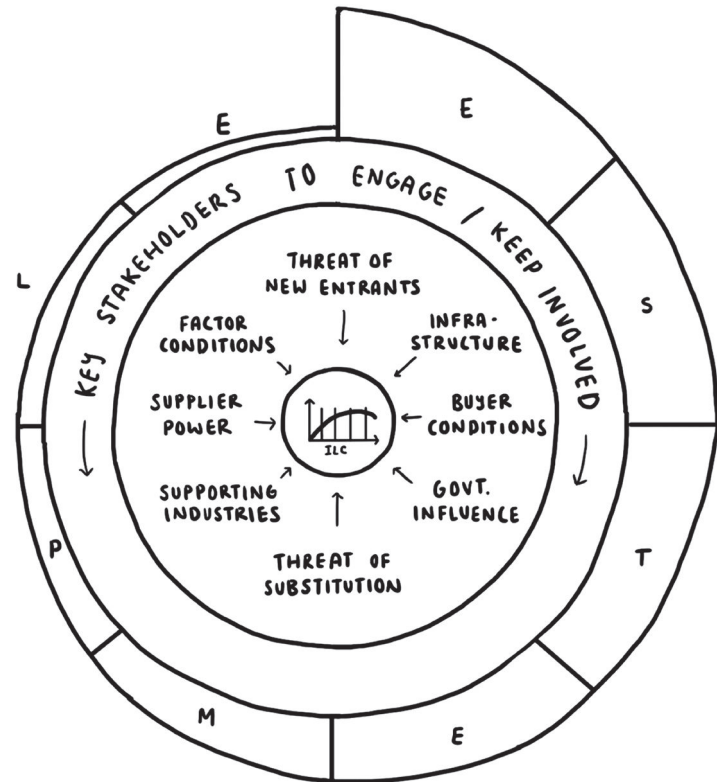 E
S
T
E
M
P
L
E
KEY STAKEHOLDERS TO ENGAGE / KEEP INVOLVED
THREAT OF
NEW ENTRANTS
INFRA-
STRUCTURE
BUYER
CONDITIONS
GOVT.
INFLUENCE
THREAT OF
SUBSTITUTION
SUPPORTING
INDUSTRIES
SUPPLIER
POWER
FACTOR
CONDITIONS
ILC